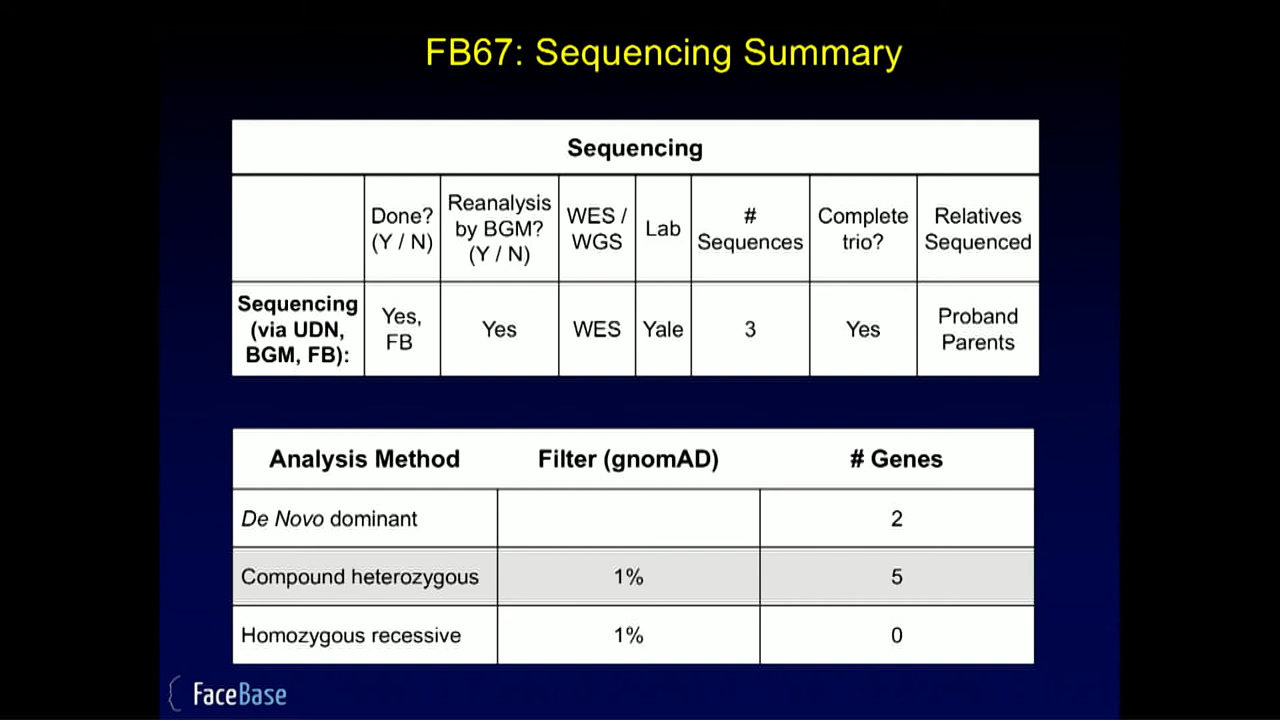 FB67: Sequencing Summary
Sequencing
Done? (Y / N)
Reanalysis by BGM? (Y / N)
WES / WGS
Lab
# Sequences
Complete trio?
Relatives Sequenced
Sequencing (via UDN, BGM, FB):
Yes, FB
Yes
WES
Yale
3
Yes
Proband Parents
Analysis Method Filter (gnomAD) # Genes
De Novo dominant 2
Compound heterozygous 1% 5
Homozygous recessive 1% 0
FaceBase